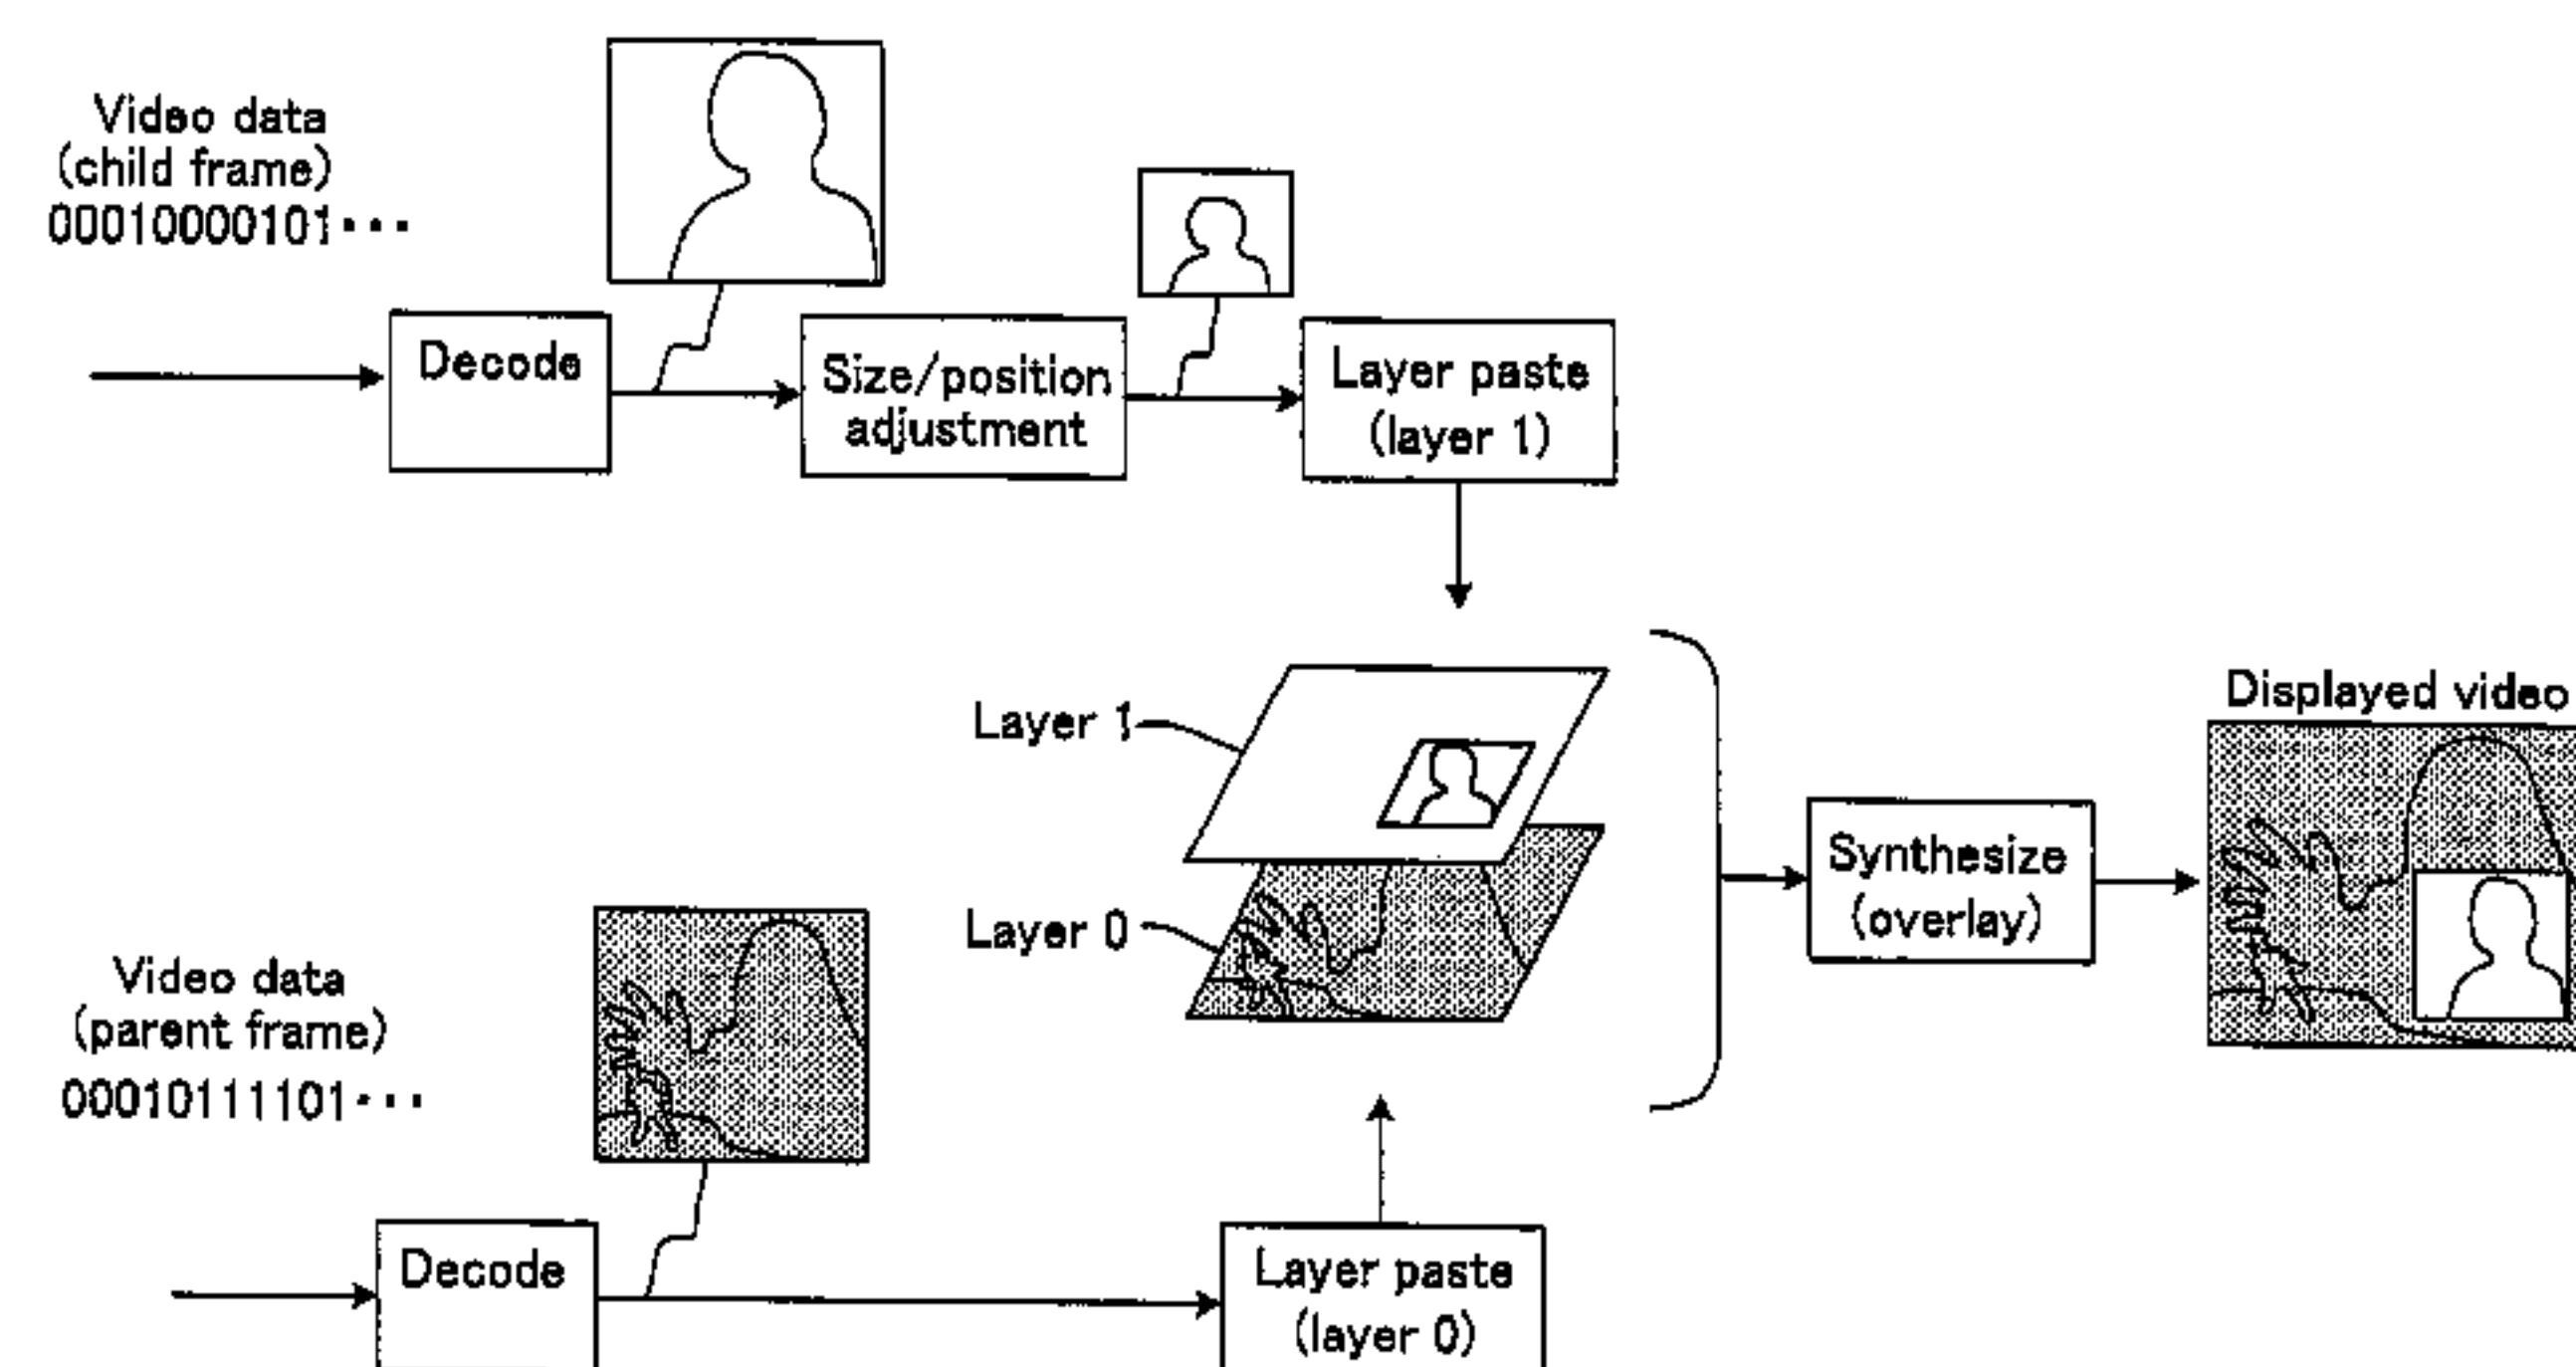 Video data
(child frame)
00010000101···
Decode
Size/position
adjustment
Layer paste
(layer 1)
Layer 1
Layer 0
Displayed video
Synthesize
(overlay)
Video data
(parent frame)
00010111101···
Decode
Layer paste
(layer 0)